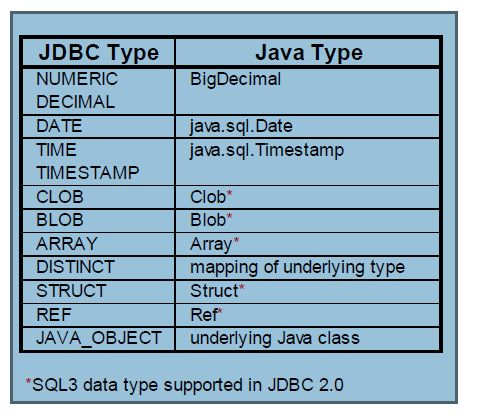 JDBC Type Java Type
NUMERIC BigDecimal
DECIMAL
DATE java.sql.Date
TIME java.sql.Timestamp
TIMESTAMP
CLOB Clob*
BLOB Blob*
ARRAY Array*
DISTINCT mapping of underlying type
STRUCT Struct*
REF Ref*
JAVA_OBJECT underlying Java class
*SQL3 data type supported in JDBC 2.0